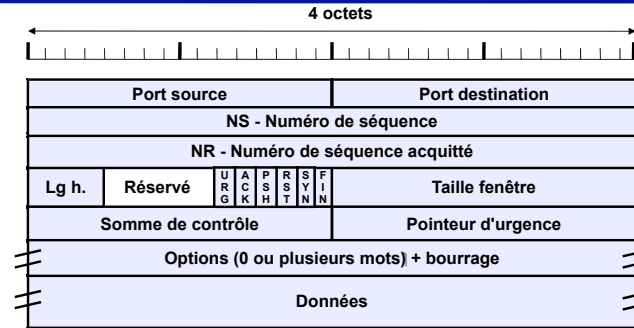 4 octets
Port source Port destination
NS - Numéro de séquence
NR - Numéro de séquence acquitté
Lg h. Réservé URG ACK PSH RST SYN FIN Taille fenêtre
Somme de contrôle Pointeur d'urgence
Options (0 ou plusieurs mots) + bourrage
Données